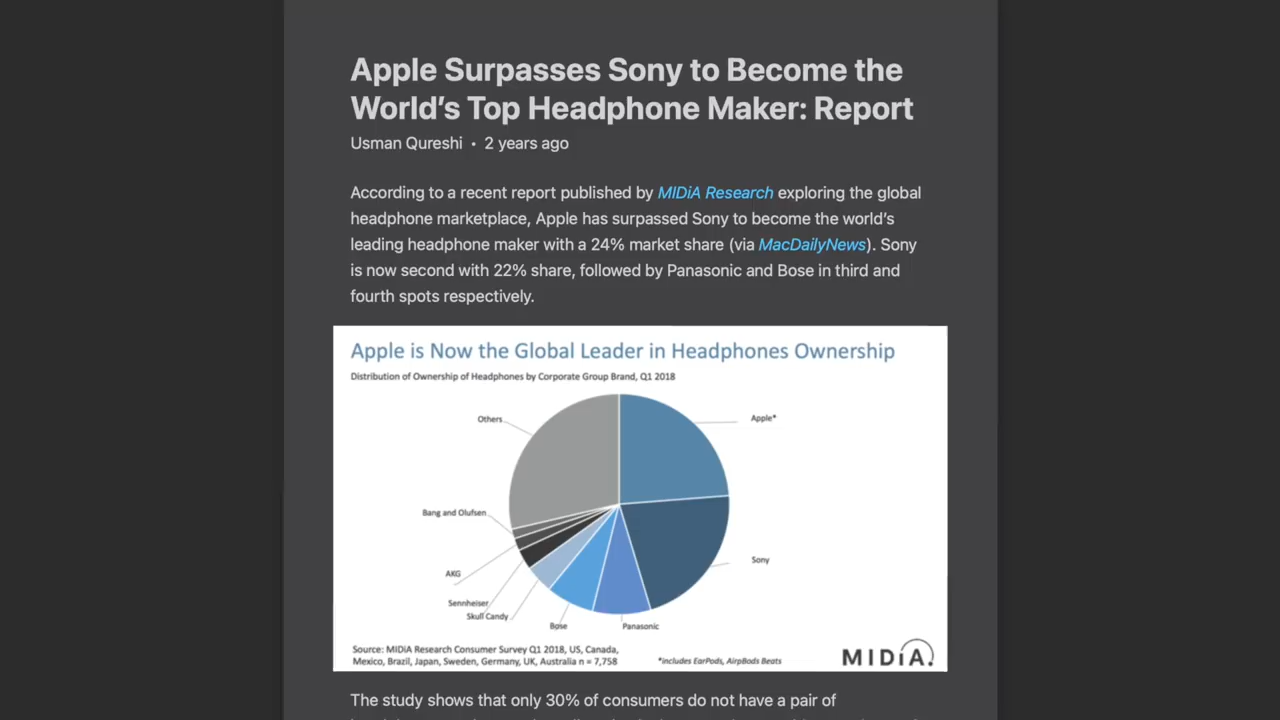 Apple Surpasses Sony to Become the
World's Top Headphone Maker: Report
Usman Qureshi • 2 years ago
According to a recent report published by MIDiA Research exploring the global
headphone marketplace, Apple has surpassed Sony to become the world's
leading headphone maker with a 24% market share (via MacDailyNews). Sony
is now second with 22% share, followed by Panasonic and Bose in third and
fourth spots respectively.
Apple is Now the Global Leader in Headphones Ownership
Distribution of Ownership of Headphones by Corporate Group Brand, Q1 2018
Others
Apple*
Bang and Olufsen
Sony
AKG
Sennheiser
Skull Candy
Bose
Panasonic
Source: MIDiA Research Consumer Survey Q1 2018, US, Canada,
Mexico, Brazil, Japan, Sweden, Germany, UK, Australia n = 7,758
*includes EarPods, AirpBods Beats
MIDiA.
The study shows that only 30% of consumers do not have a pair of